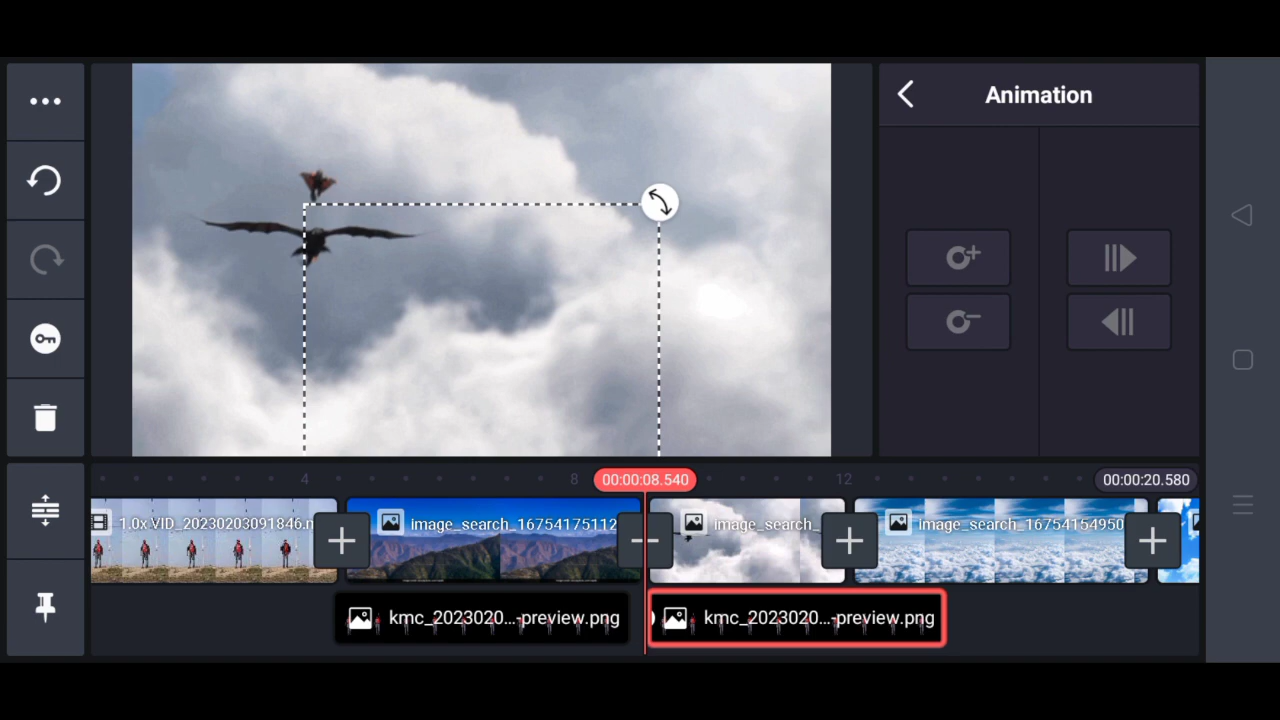 Animation
4
8
00:00:08.540
12
00:00:20.580
1.0x VID_20230203091846.m
image_search_16754175112
image_search_
image_search_16754154950
kmc_2023020...-preview.png
kmc_2023020...-preview.png